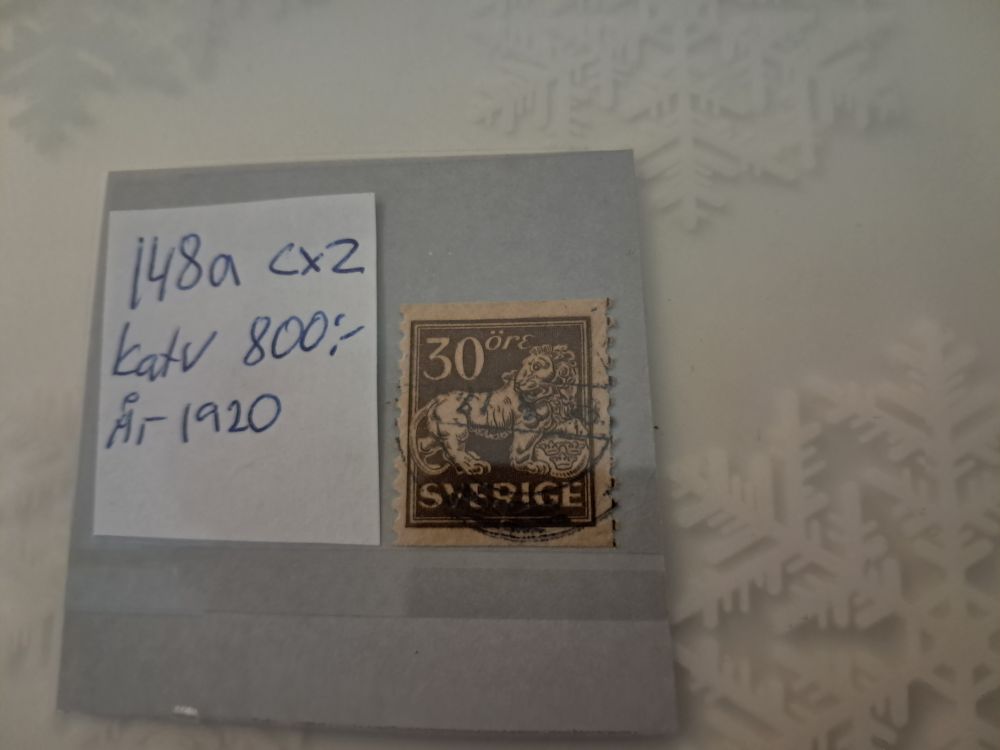 148a cxz
Katv 800:-
År 1920
30 öre
SVERIGE